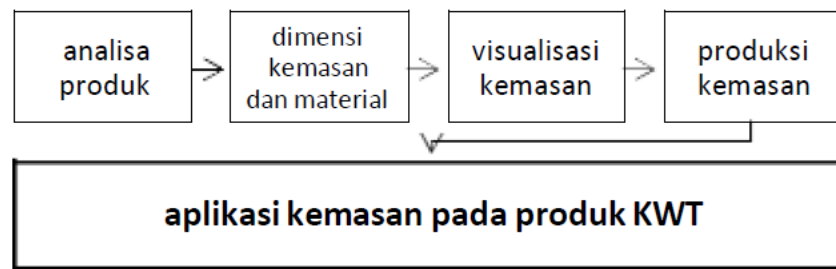 analisa
produk
dimensi
kemasan
dan material
visualisasi
kemasan
produksi
kemasan
aplikasi kemasan pada produk KWT